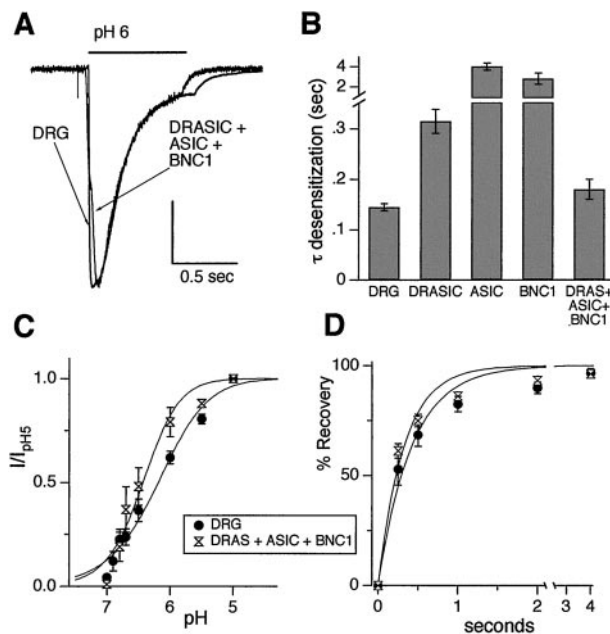 A
pH 6
DRG
DRASIC +
ASIC +
BNC1
0.5 sec
B
τ desensitization (sec)
4
2
.3
.2
.1
0
DRG
DRASIC
ASIC
BNC1
DRAS+
ASIC+
BNC1
C
I/IpH5
1.0
0.5
0.0
7
6
5
pH
DRG
DRAS + ASIC + BNC1
D
% Recovery
100
50
0
0
1
2
3
4
seconds